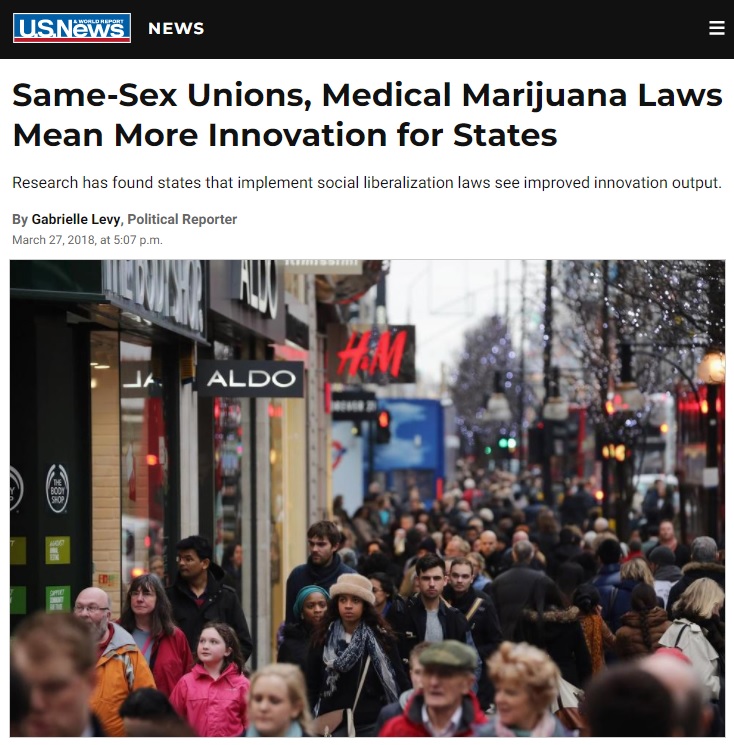 U.S.News
& WORLD REPORT
NEWS
Same-Sex Unions, Medical Marijuana Laws
Mean More Innovation for States
Research has found states that implement social liberalization laws see improved innovation output.
By Gabrielle Levy, Political Reporter
March 27, 2018, at 5:07 p.m.
THE BODY SHOP
ALDO
H&M
ALDO
THE
BODY
SHOP